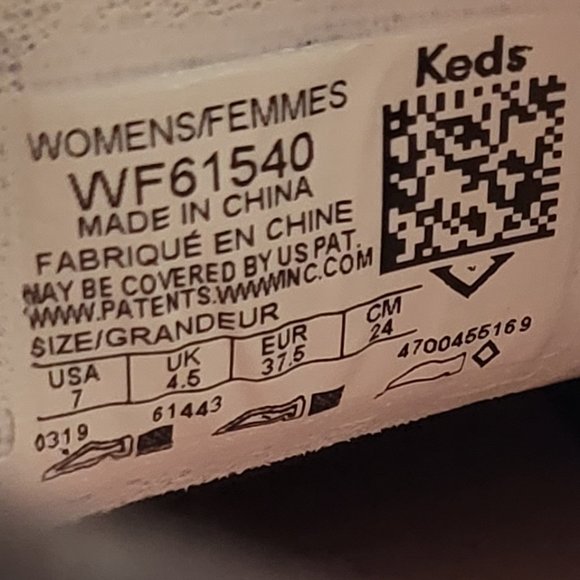 Keds
WOMENS/FEMMES
WF61540
MADE IN CHINA
FABRIQUÉ EN CHINE
MAY BE COVERED BY US PAT.
WWW.PATENTS.WWWINC.COM
SIZE/GRANDEUR
USA UK EUR CM
7 4.5 37.5 24
0319 61443 4700455169